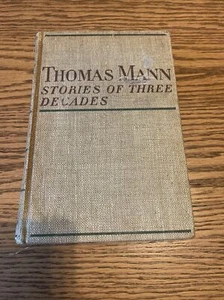 THOMAS MANN
STORIES OF THREE
DECADES